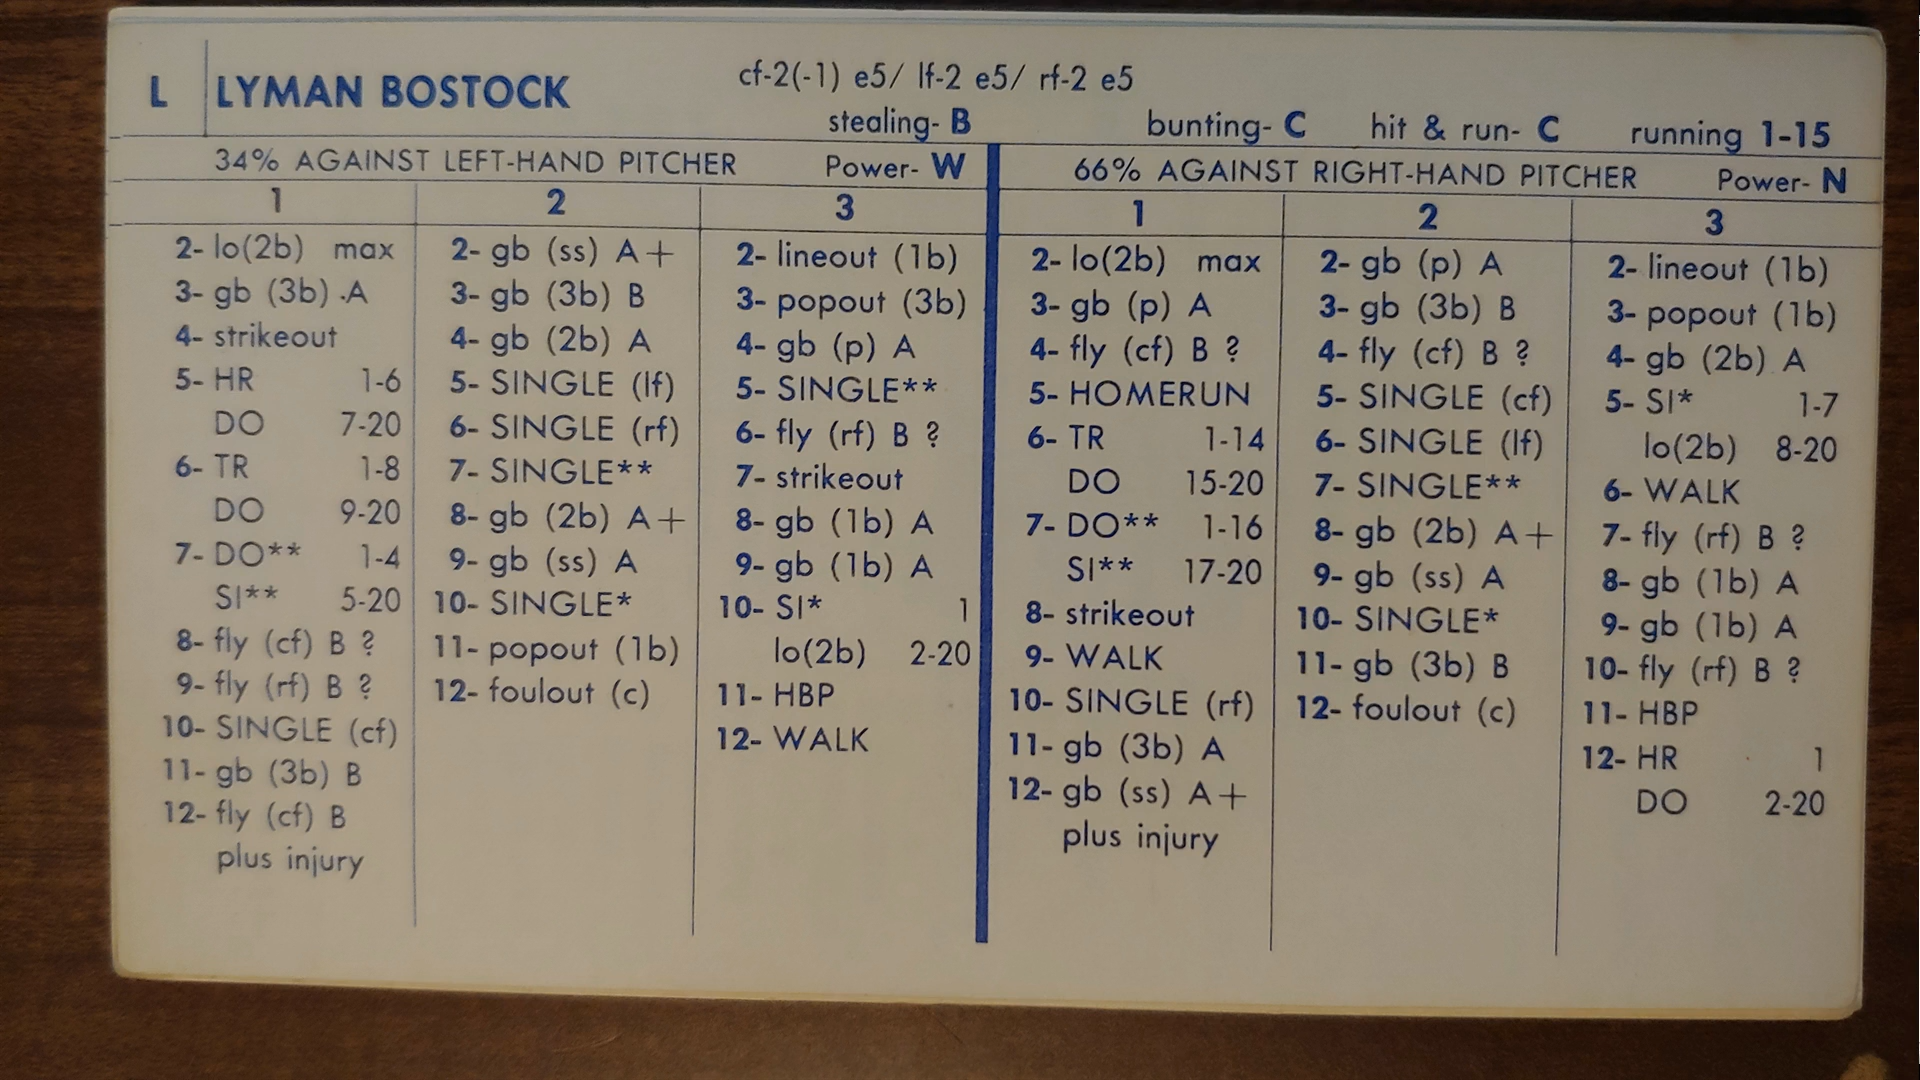 L LYMAN BOSTOCK cf-2(-1) e5/ lf-2 e5/ rf-2 e5
stealing- B bunting- C hit & run- C running 1-15
34% AGAINST LEFT-HAND PITCHER Power- W
1
2- lo(2b) max
3- gb (3b) .A
4- strikeout
5- HR 1-6
DO 7-20
6- TR 1-8
DO 9-20
7- DO** 1-4
SI** 5-20
8- fly (cf) B ?
9- fly (rf) B ?
10- SINGLE (cf)
11- gb (3b) B
12- fly (cf) B
plus injury
2
2- gb (ss) A+
3- gb (3b) B
4- gb (2b) A
5- SINGLE (lf)
6- SINGLE (rf)
7- SINGLE**
8- gb (2b) A+
9- gb (ss) A
10- SINGLE*
11- popout (1b)
12- foulout (c)
3
2- lineout (1b)
3- popout (3b)
4- gb (p) A
5- SINGLE**
6- fly (rf) B ?
7- strikeout
8- gb (1b) A
9- gb (1b) A
10- SI* 1
lo(2b) 2-20
11- HBP
12- WALK
66% AGAINST RIGHT-HAND PITCHER Power- N
1
2- lo(2b) max
3- gb (p) A
4- fly (cf) B ?
5- HOMERUN
6- TR 1-14
DO 15-20
7- DO** 1-16
SI** 17-20
8- strikeout
9- WALK
10- SINGLE (rf)
11- gb (3b) A
12- gb (ss) A+
plus injury
2
2- gb (p) A
3- gb (3b) B
4- fly (cf) B ?
5- SINGLE (cf)
6- SINGLE (lf)
7- SINGLE**
8- gb (2b) A+
9- gb (ss) A
10- SINGLE*
11- gb (3b) B
12- foulout (c)
3
2- lineout (1b)
3- popout (1b)
4- gb (2b) A
5- SI* 1-7
lo(2b) 8-20
6- WALK
7- fly (rf) B ?
8- gb (1b) A
9- gb (1b) A
10- fly (rf) B ?
11- HBP
12- HR 1
DO 2-20